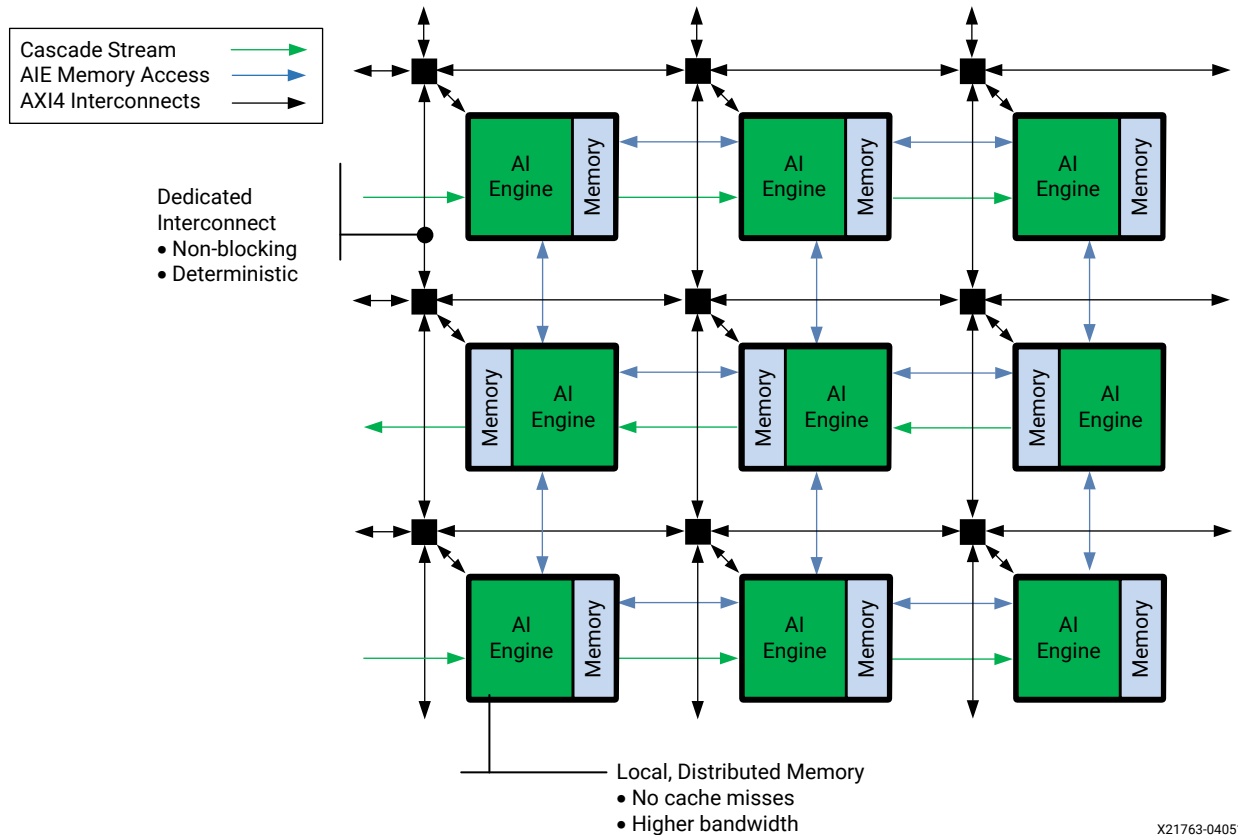 Cascade Stream
AIE Memory Access
AXI4 Interconnects
AI
Engine
Memory
AI
Engine
Memory
AI
Engine
Memory
Dedicated
Interconnect
• Non-blocking
• Deterministic
Memory
AI
Engine
Memory
AI
Engine
Memory
AI
Engine
AI
Engine
Memory
AI
Engine
Memory
AI
Engine
Memory
Local, Distributed Memory
• No cache misses
• Higher bandwidth